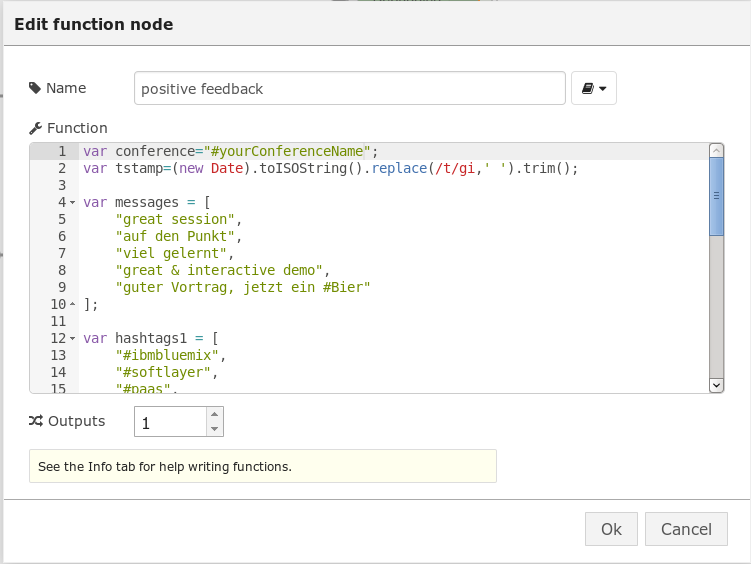 Edit function node
Name
positive feedback
Function
1 var conference="#yourConferenceName";
2 var tstamp=(new Date).toISOString().replace(/t/gi,' ').trim();
3
4 var messages = [
5 "great session",
6 "auf den Punkt",
7 "viel gelernt",
8 "great & interactive demo",
9 "guter Vortrag, jetzt ein #Bier"
10 ];
11
12 var hashtags1 = [
13 "#ibmbluemix",
14 "#softlayer",
15 "#paas",
Outputs
1
See the Info tab for help writing functions.
Ok
Cancel